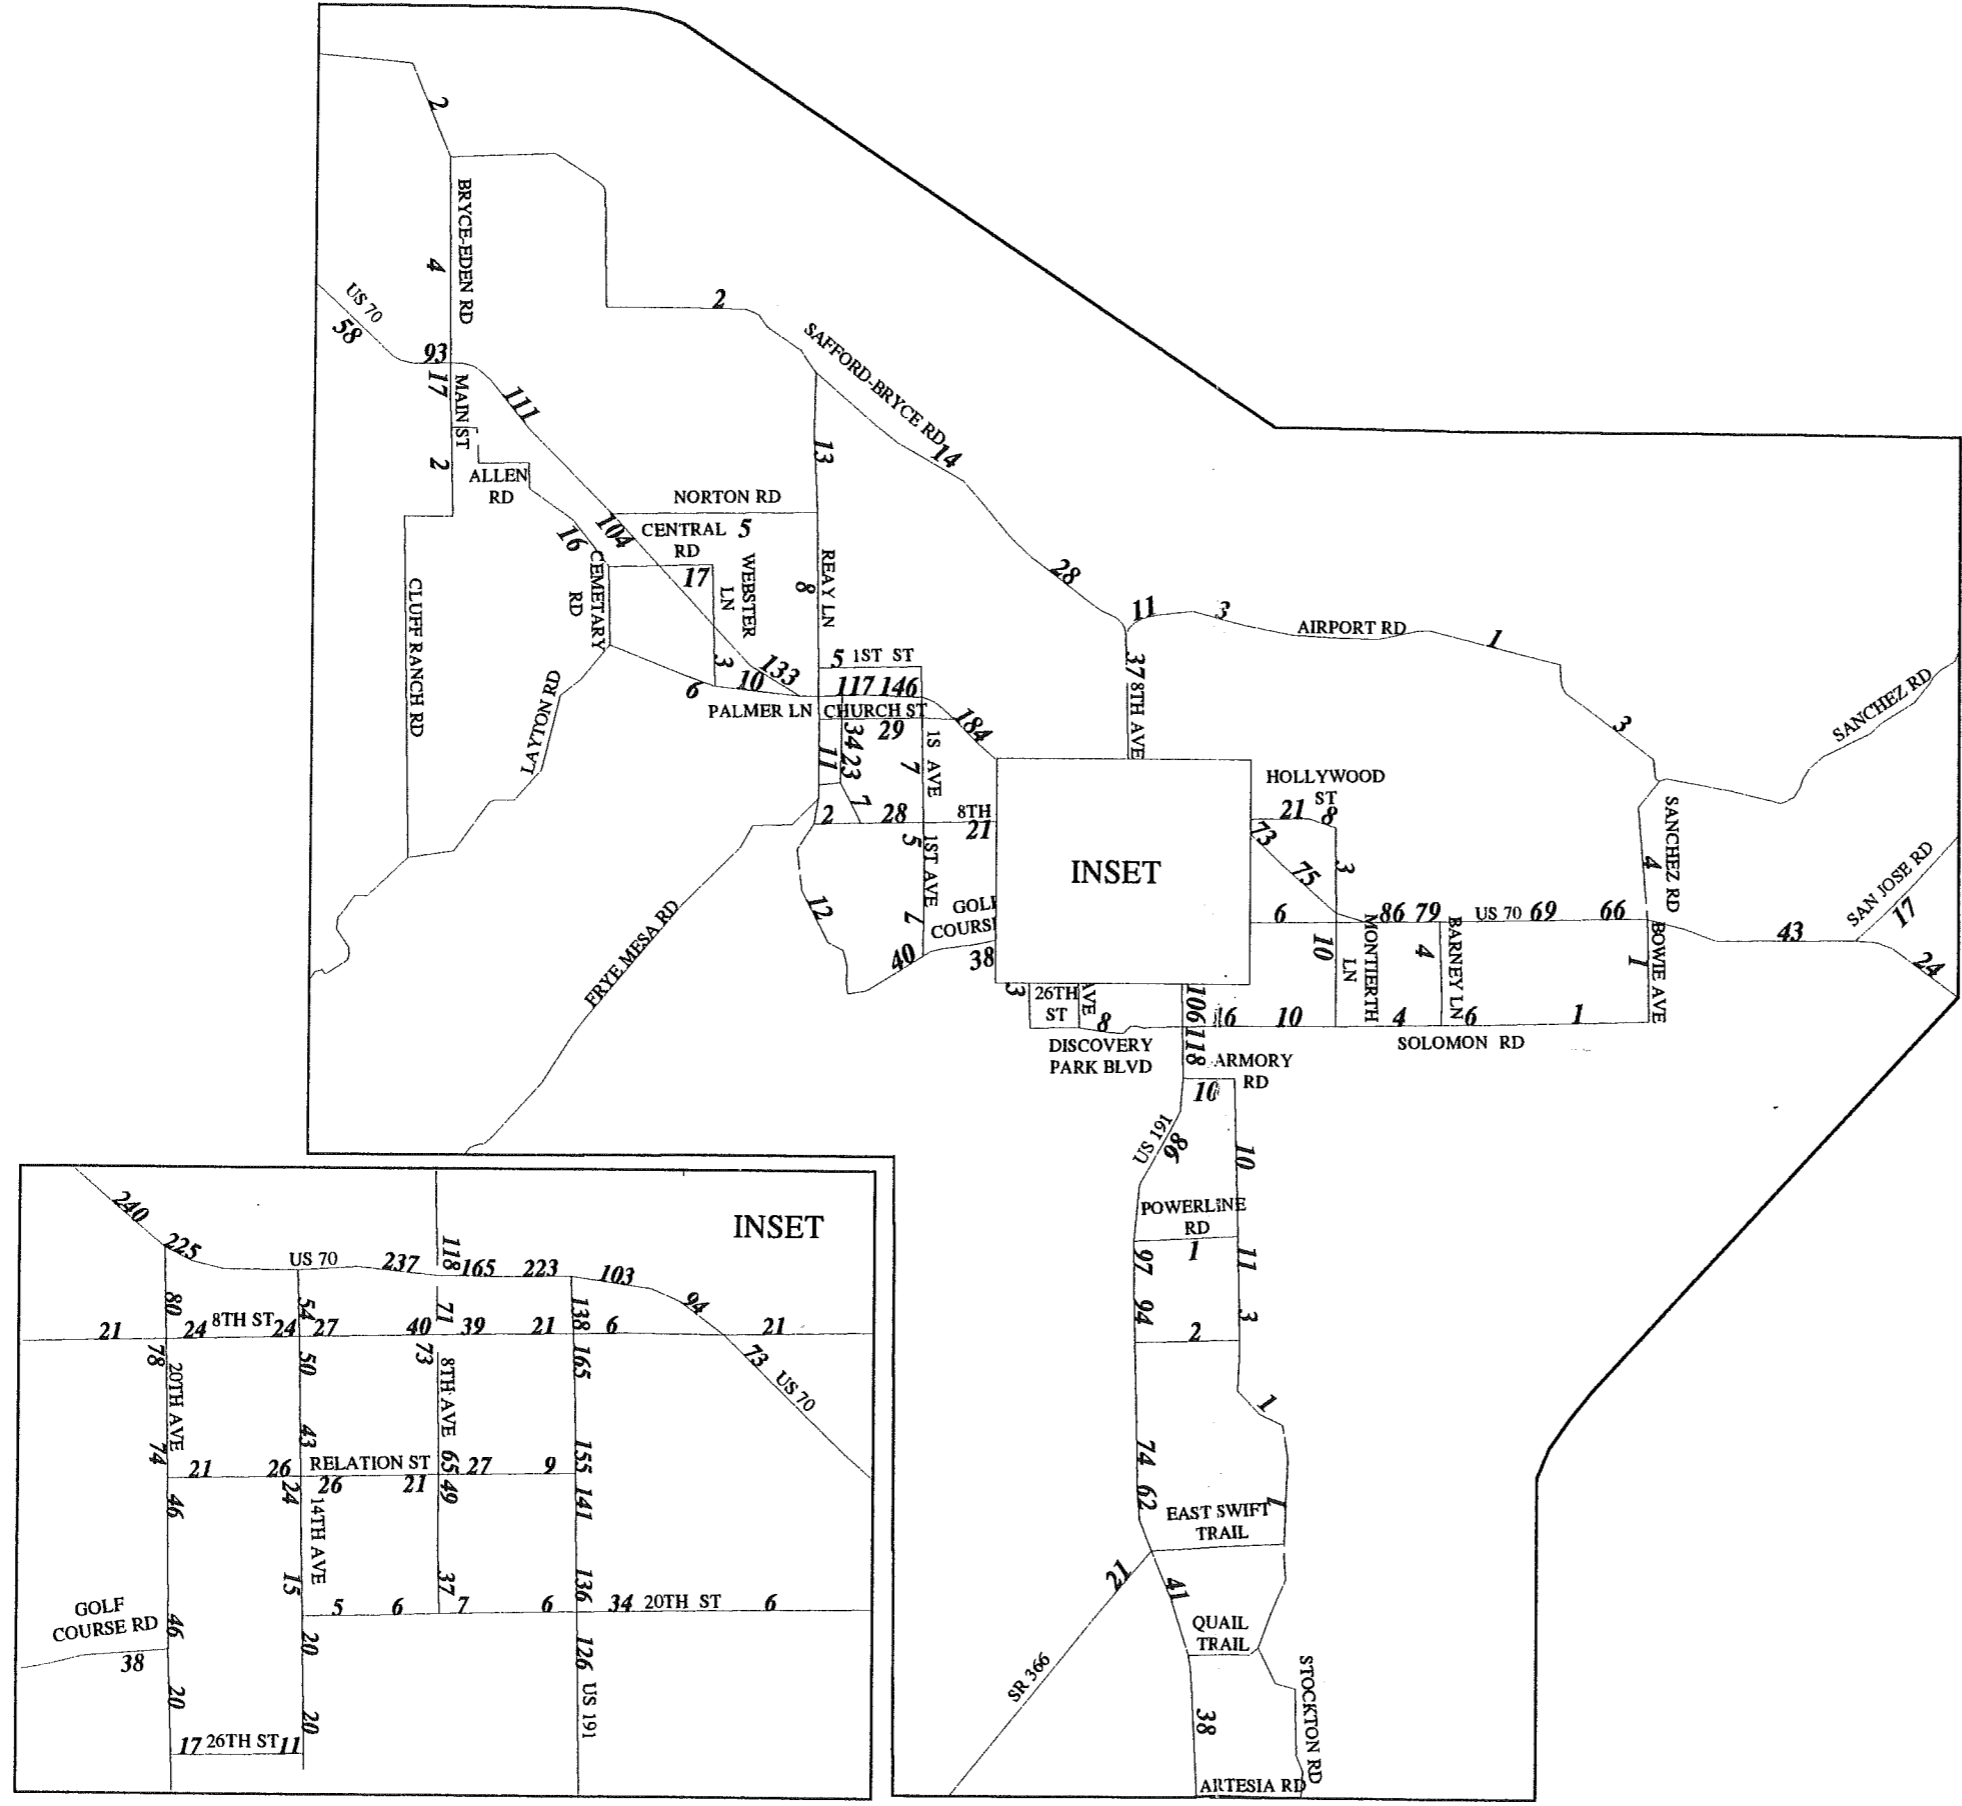 2
BRYCE-EDEN RD
4
US 70
58
93
17
MAIN ST
111
2
ALLEN
RD
2
SAFFORD-BRYCE RD
14
13
NORTON RD
CENTRAL
RD
5
104
16
CEMETARY
RD
17
WEBSTER
LN
8
REAY LN
28
11
3
AIRPORT RD
1
378TH AVE
3
SANCHEZ RD
CLUFF RANCH RD
LAYTON RD
6
3
10
133
5
1ST ST
117
146
PALMER LN
CHURCH ST
29
184
34
23
11
7
1S AVE
7
2
28
8TH
21
5
1ST AVE
7
12
FRYE MESA RD
GOLF
COURSE
40
38
INSET
HOLLYWOOD
ST
21
8
73
75
3
6
86
79
US 70
69
66
10
MONTIERTH
LN
4
BARNEY LN
SANCHEZ RD
4
BOWIE AVE
1
43
SAN JOSE RD
17
24
3
26TH
ST
AVE
8
DISCOVERY
PARK BLVD
106
118
16
10
4
6
1
SOLOMON RD
ARMORY
RD
10
US 191
98
10
POWERLINE
RD
1
97
11
94
3
2
1
74
62
1
EAST SWIFT
TRAIL
21
41
QUAIL
TRAIL
SR 366
38
STOCKTON RD
ARTESIA RD
INSET
240
225
US 70
237
118
165
223
103
94
80
54
71
138
21
24
8TH ST
24
27
40
39
21
6
21
78
50
73
165
73
US 70
20TH AVE
8TH AVE
74
43
65
155
21
26
RELATION ST
26
21
27
9
46
24
14TH AVE
49
141
15
37
136
5
6
7
6
34
20TH ST
6
GOLF
COURSE RD
38
46
20
126
20
20
US 191
17
26TH ST
11